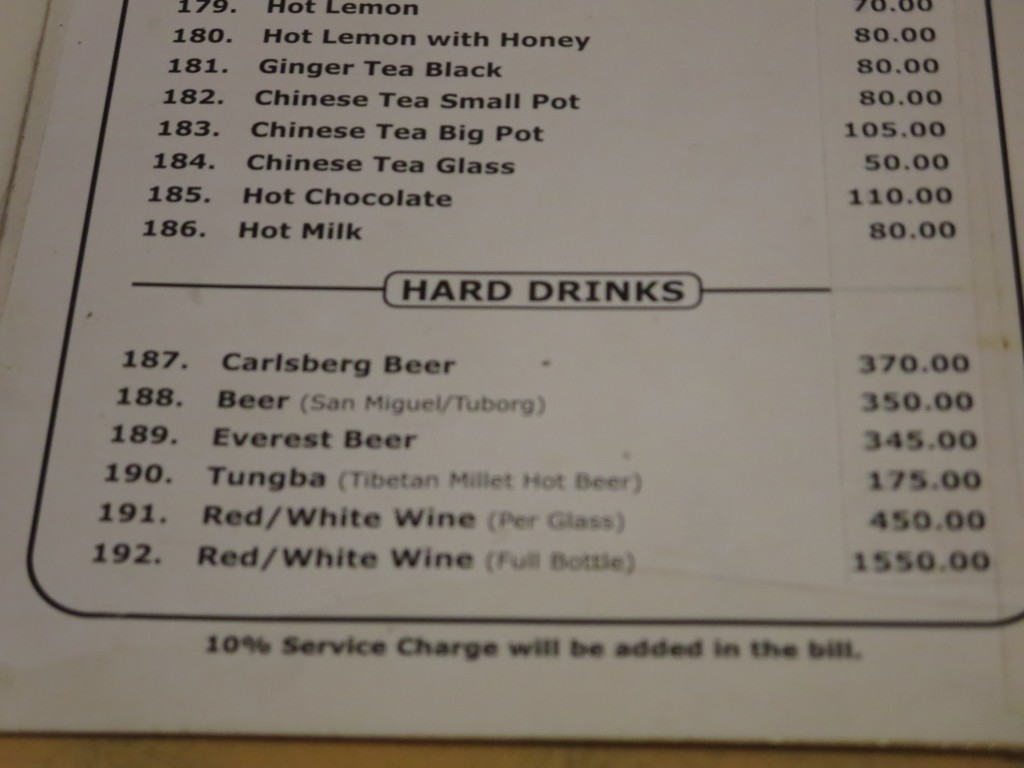 179. Hot Lemon 70.00
180. Hot Lemon with Honey 80.00
181. Ginger Tea Black 80.00
182. Chinese Tea Small Pot 80.00
183. Chinese Tea Big Pot 105.00
184. Chinese Tea Glass 50.00
185. Hot Chocolate 110.00
186. Hot Milk 80.00
HARD DRINKS
187. Carlsberg Beer 370.00
188. Beer (San Miguel/Tuborg) 350.00
189. Everest Beer 345.00
190. Tungba (Tibetan Millet Hot Beer) 175.00
191. Red/White Wine (Per Glass) 450.00
192. Red/White Wine (Full Bottle) 1550.00
10% Service Charge will be added in the bill.